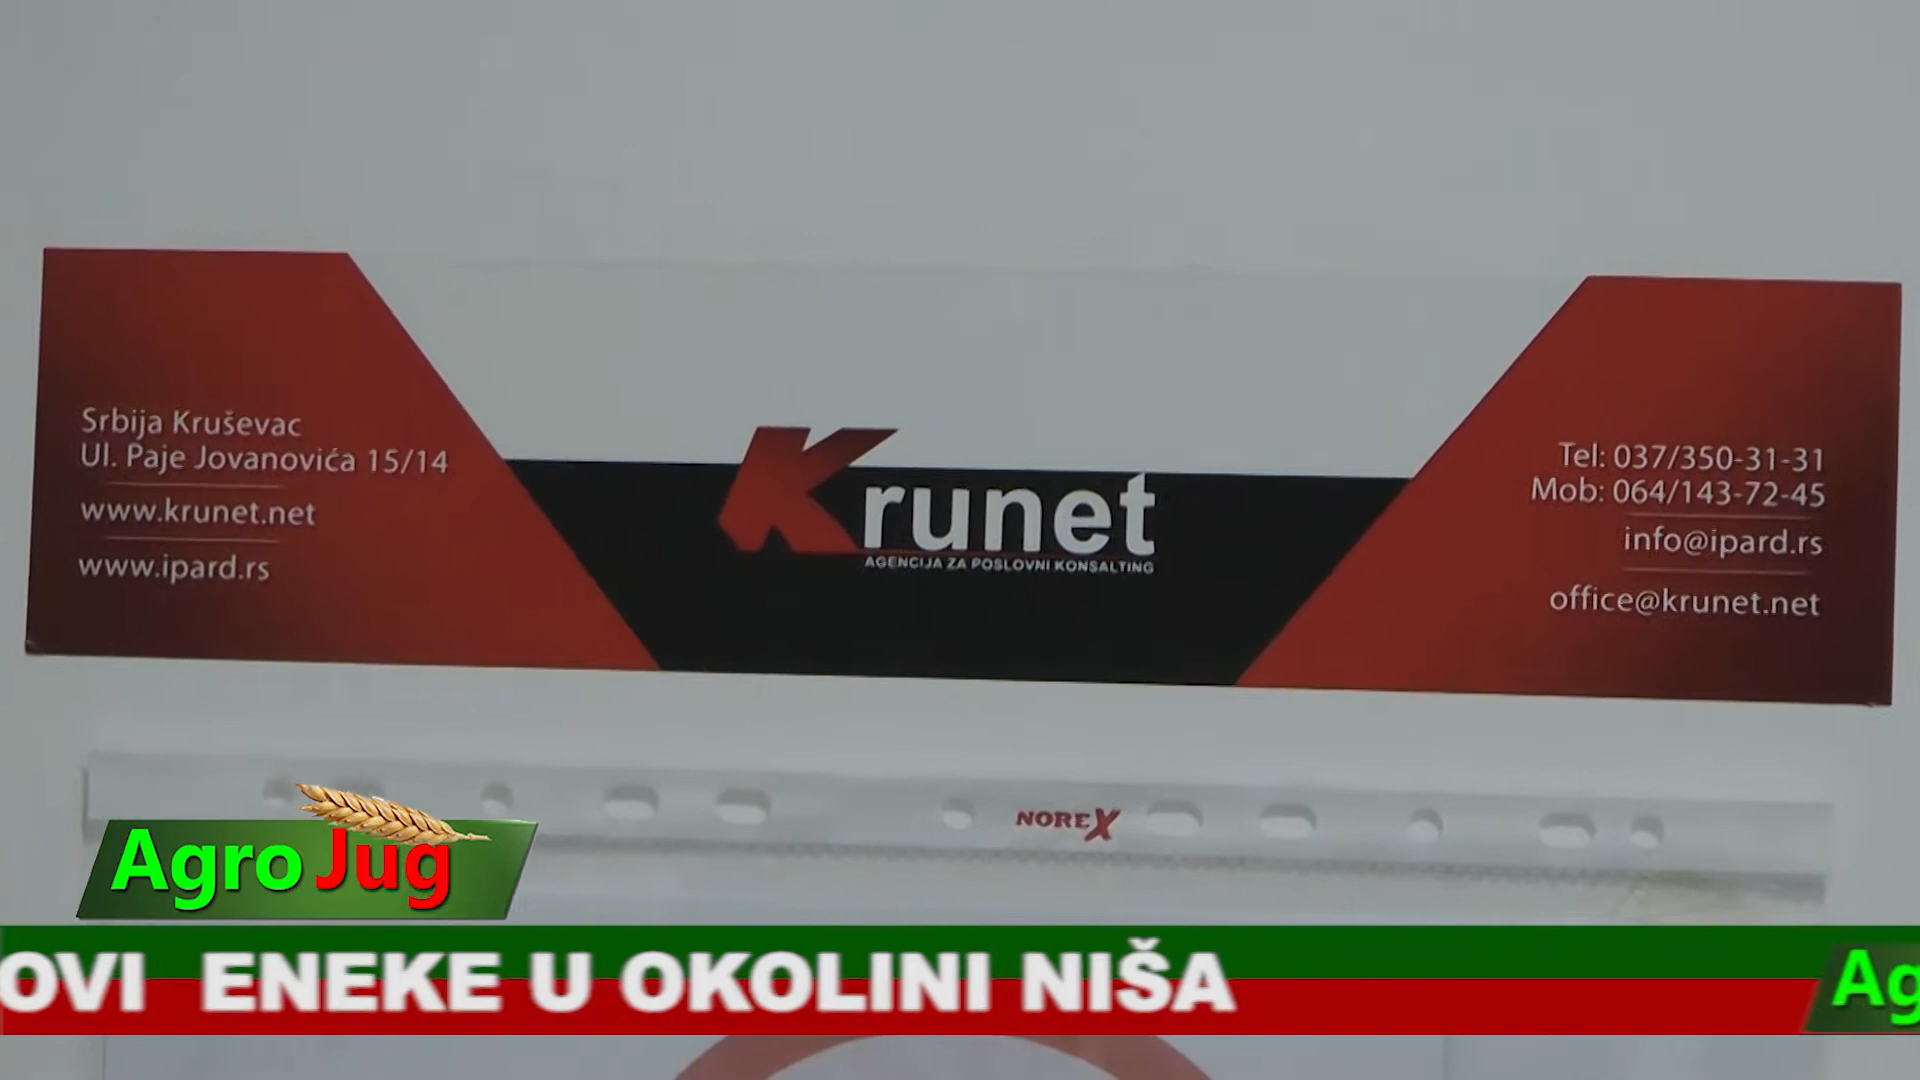 Srbija Kruševac
Ul. Paje Jovanovića 15/14
www.krunet.net
www.ipard.rs
Krunet
AGENCIJA ZA POSLOVNI KONSALTING
Tel: 037/350-31-31
Mob: 064/143-72-45
info@ipard.rs
office@krunet.net
NOREX
AgroJug
OVI ENEKE U OKOLINI NIŠA
Ag